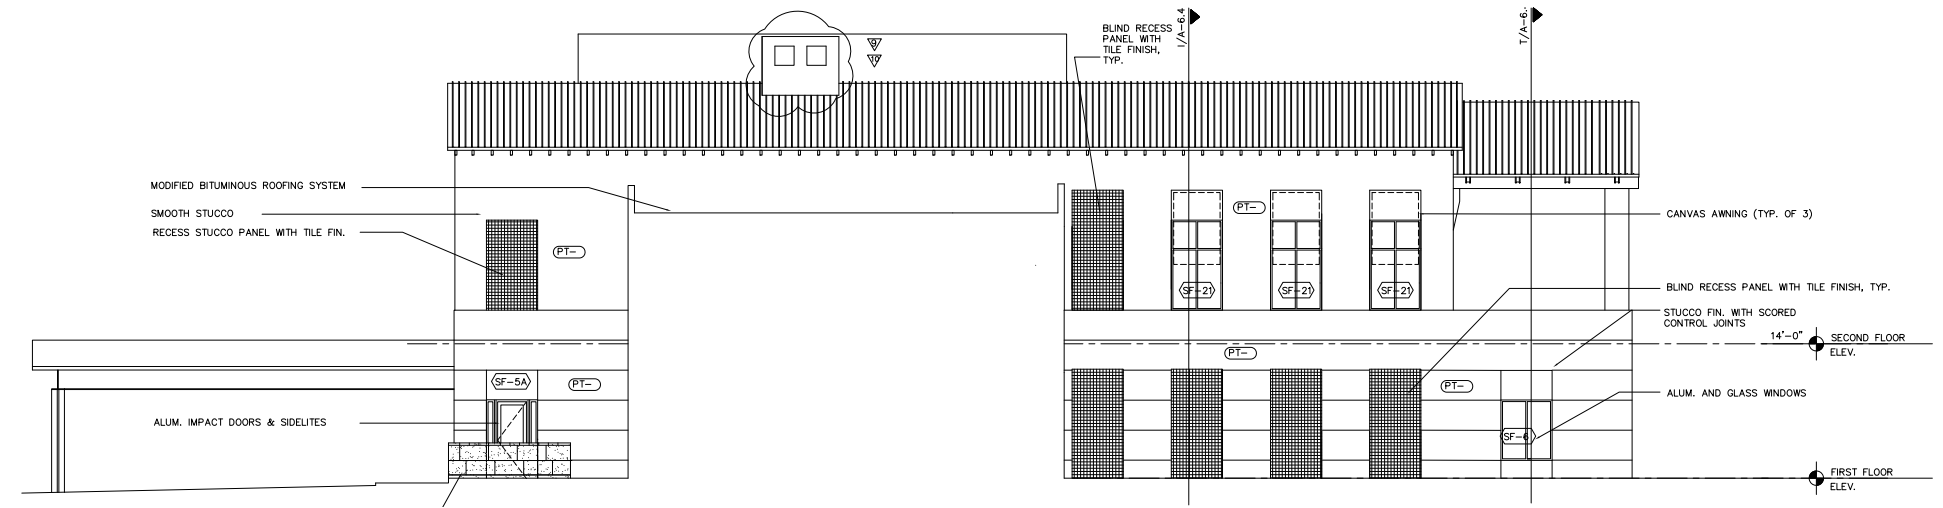 BLIND RECESS
PANEL WITH
TILE FINISH,
TYP.
1/A-6.4
T/A-6.
9
10
MODIFIED BITUMINOUS ROOFING SYSTEM
SMOOTH STUCCO
RECESS STUCCO PANEL WITH TILE FIN.
PT-
PT-
CANVAS AWNING (TYP. OF 3)
SF-21
SF-21
SF-21
BLIND RECESS PANEL WITH TILE FINISH, TYP.
STUCCO FIN. WITH SCORED
CONTROL JOINTS
14'-0"
SECOND FLOOR
ELEV.
PT-
SF-5A
PT-
PT-
ALUM. AND GLASS WINDOWS
ALUM. IMPACT DOORS & SIDELITES
SF-6
FIRST FLOOR
ELEV.